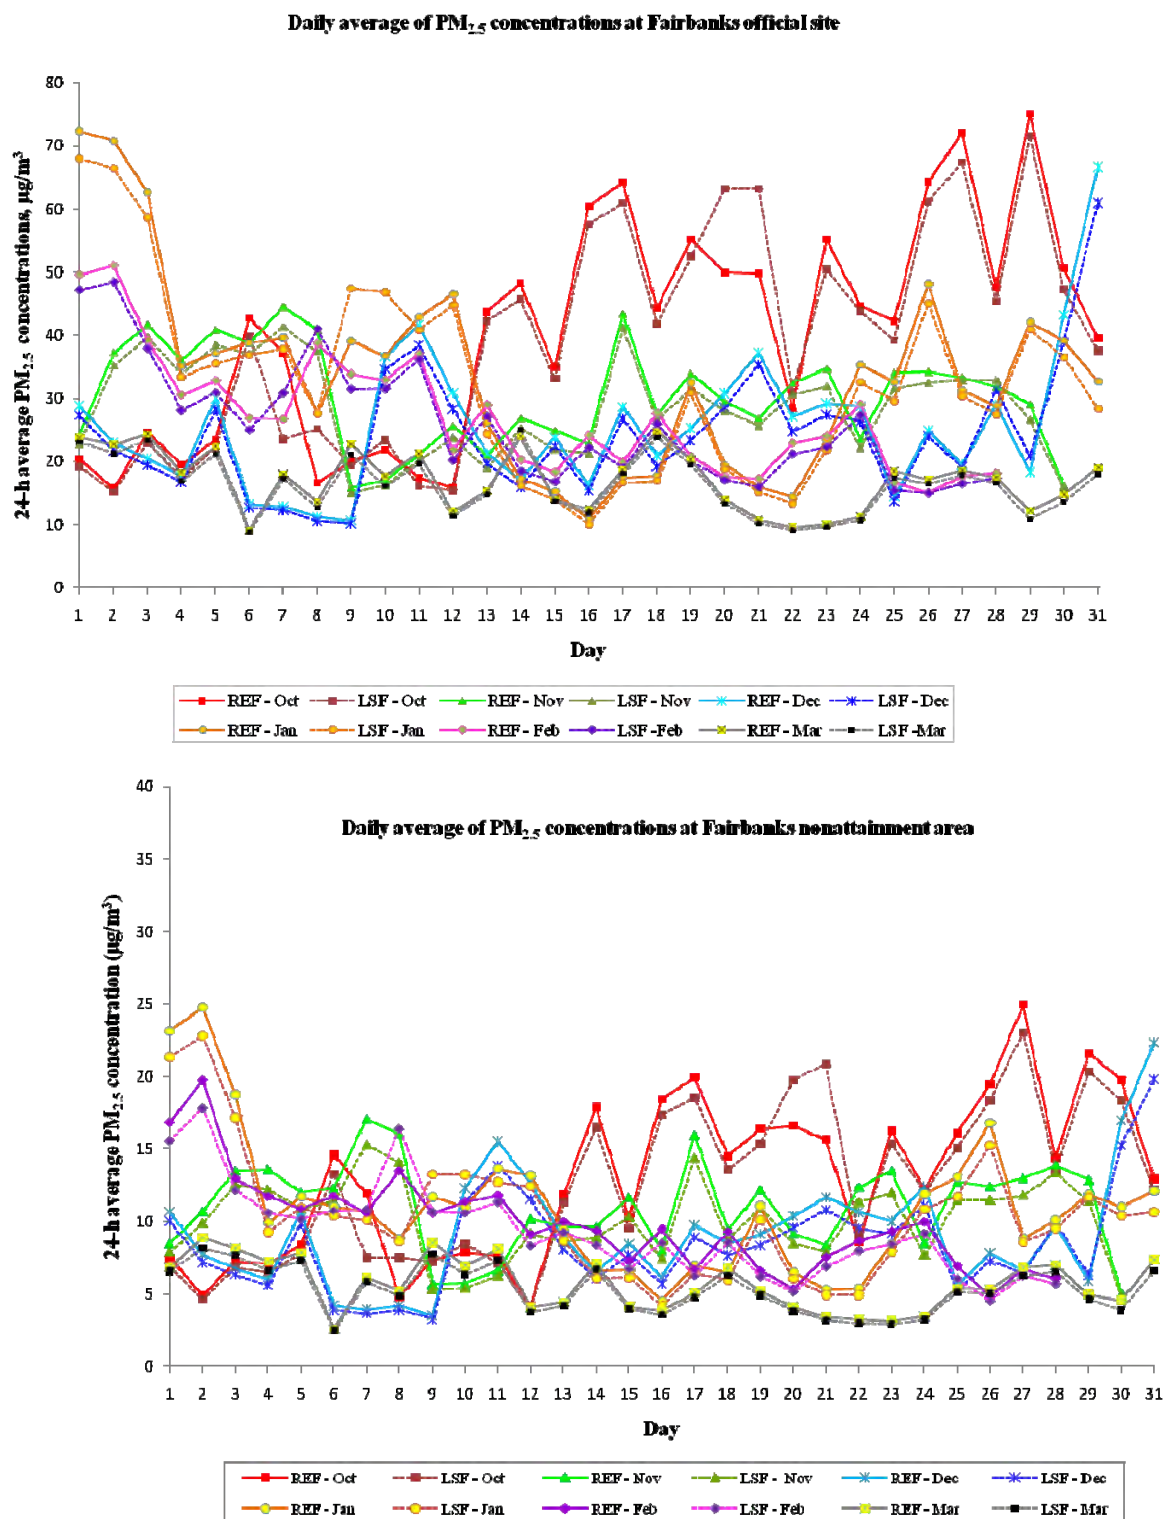 Daily average of PM2.5 concentrations at Fairbanks official site
24-h average PM2.5 concentrations, µg/m3
80
70
60
50
40
30
20
10
0
1 2 3 4 5 6 7 8 9 10 11 12 13 14 15 16 17 18 19 20 21 22 23 24 25 26 27 28 29 30 31
Day
REF - Oct LSF - Oct REF - Nov LSF - Nov REF - Dec LSF - Dec
REF - Jan LSF - Jan REF - Feb LSF -Feb REF - Mar LSF -Mar
Daily average of PM2.5 concentrations at Fairbanks nonattainment area
24-h average PM2.5 concentration (µg/m3)
40
35
30
25
20
15
10
5
0
1 2 3 4 5 6 7 8 9 10 11 12 13 14 15 16 17 18 19 20 21 22 23 24 25 26 27 28 29 30 31
Day
REF - Oct LSF - Oct REF - Nov LSF - Nov REF - Dec LSF - Dec
REF - Jan LSF - Jan REF - Feb LSF - Feb REF - Mar LSF - Mar